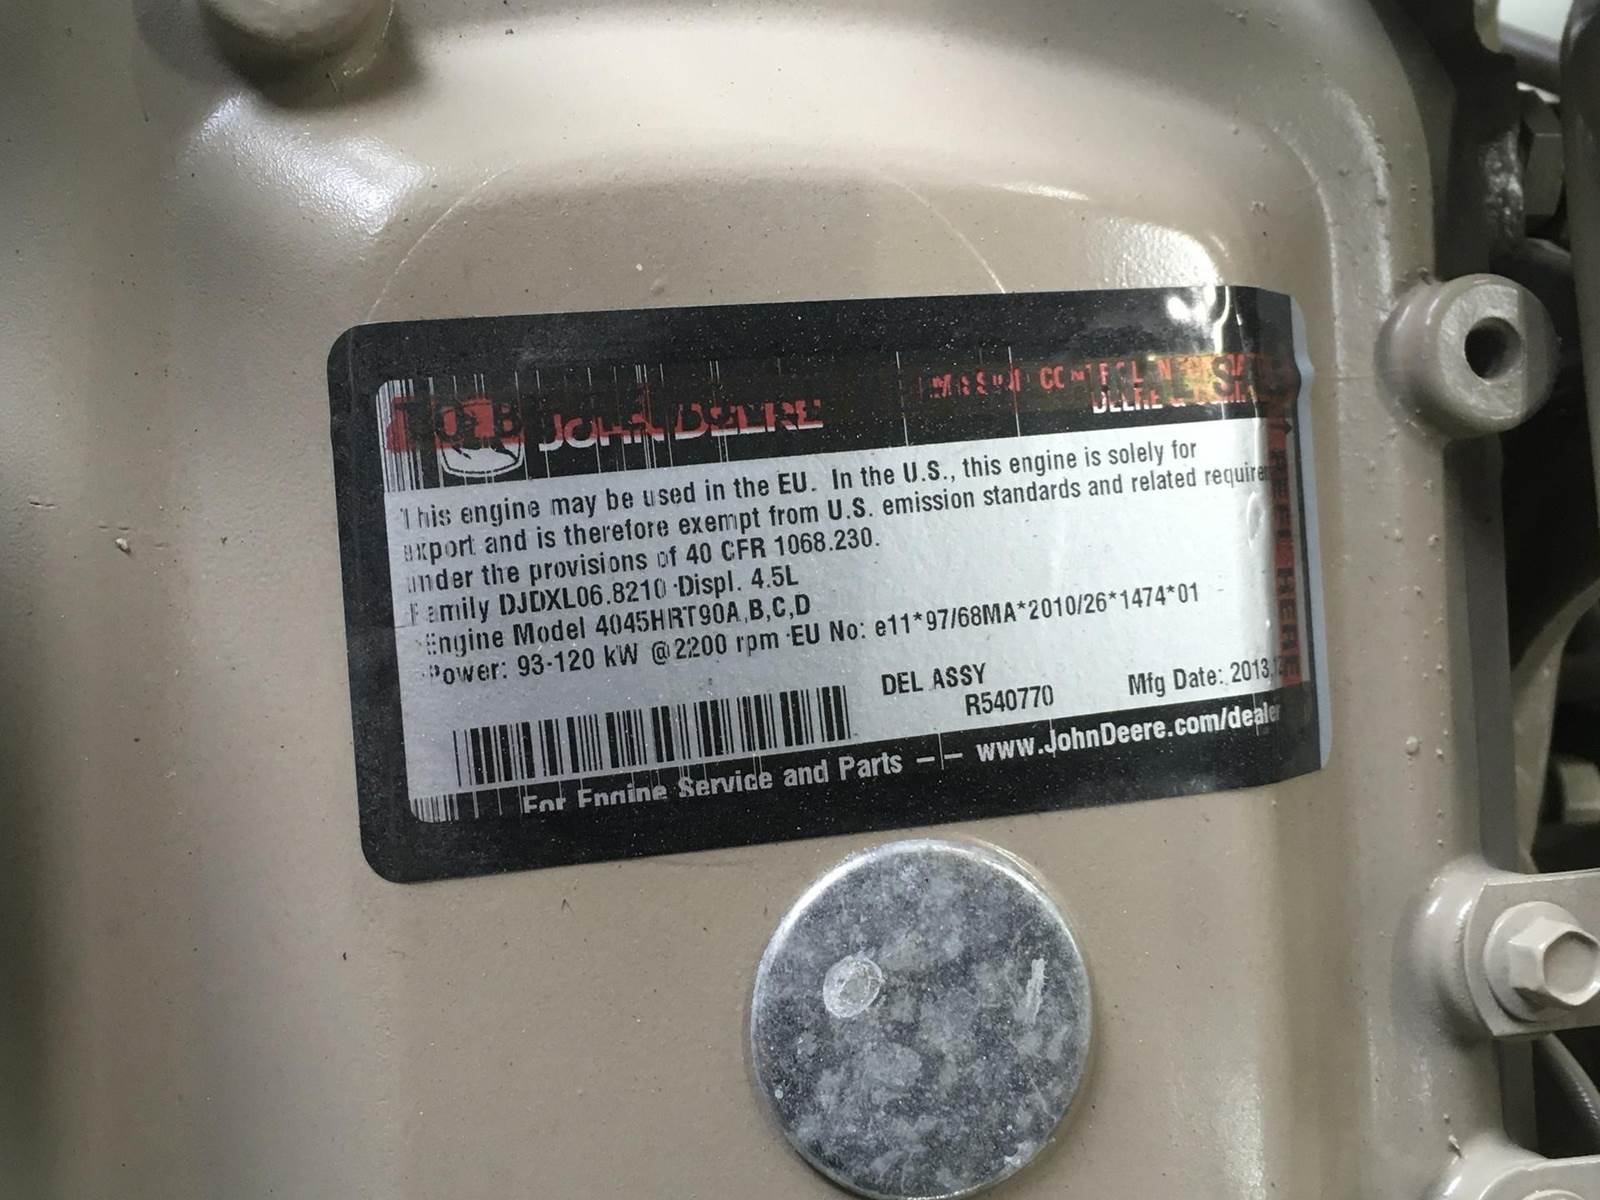 JOHN DEERE
This engine may be used in the EU. In the U.S., this engine is solely for
export and is therefore exempt from U.S. emission standards and related
under the provisions of 40 CFR 1068.230.
Family DJDXL06.8210 Displ. 4.5L
Engine Model 4045HRT90A,B,C,D
Power: 93-120 kW @2200 rpm EU No: e11*97/68MA*2010/26*1474*01
DEL ASSY
R540770
Mfg Date: 2013
For Engine Service and Parts -- www.JohnDeere.com/dealer